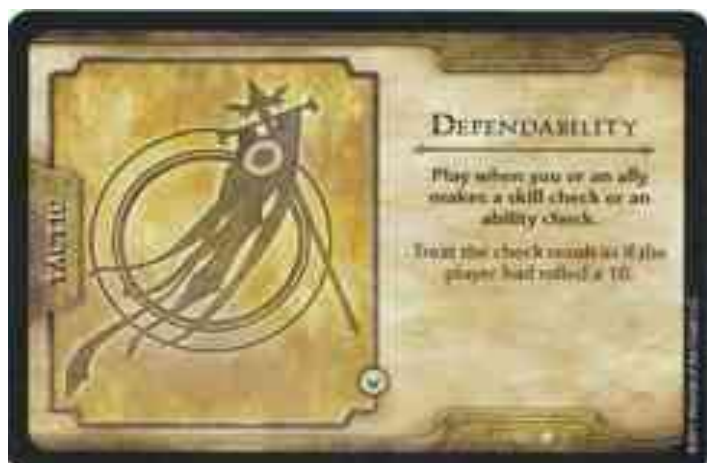 TACTIC
DEPENDABILITY
Play when you or an ally
makes a skill check or an
ability check.
Treat the check result as if the
player had rolled a 10.